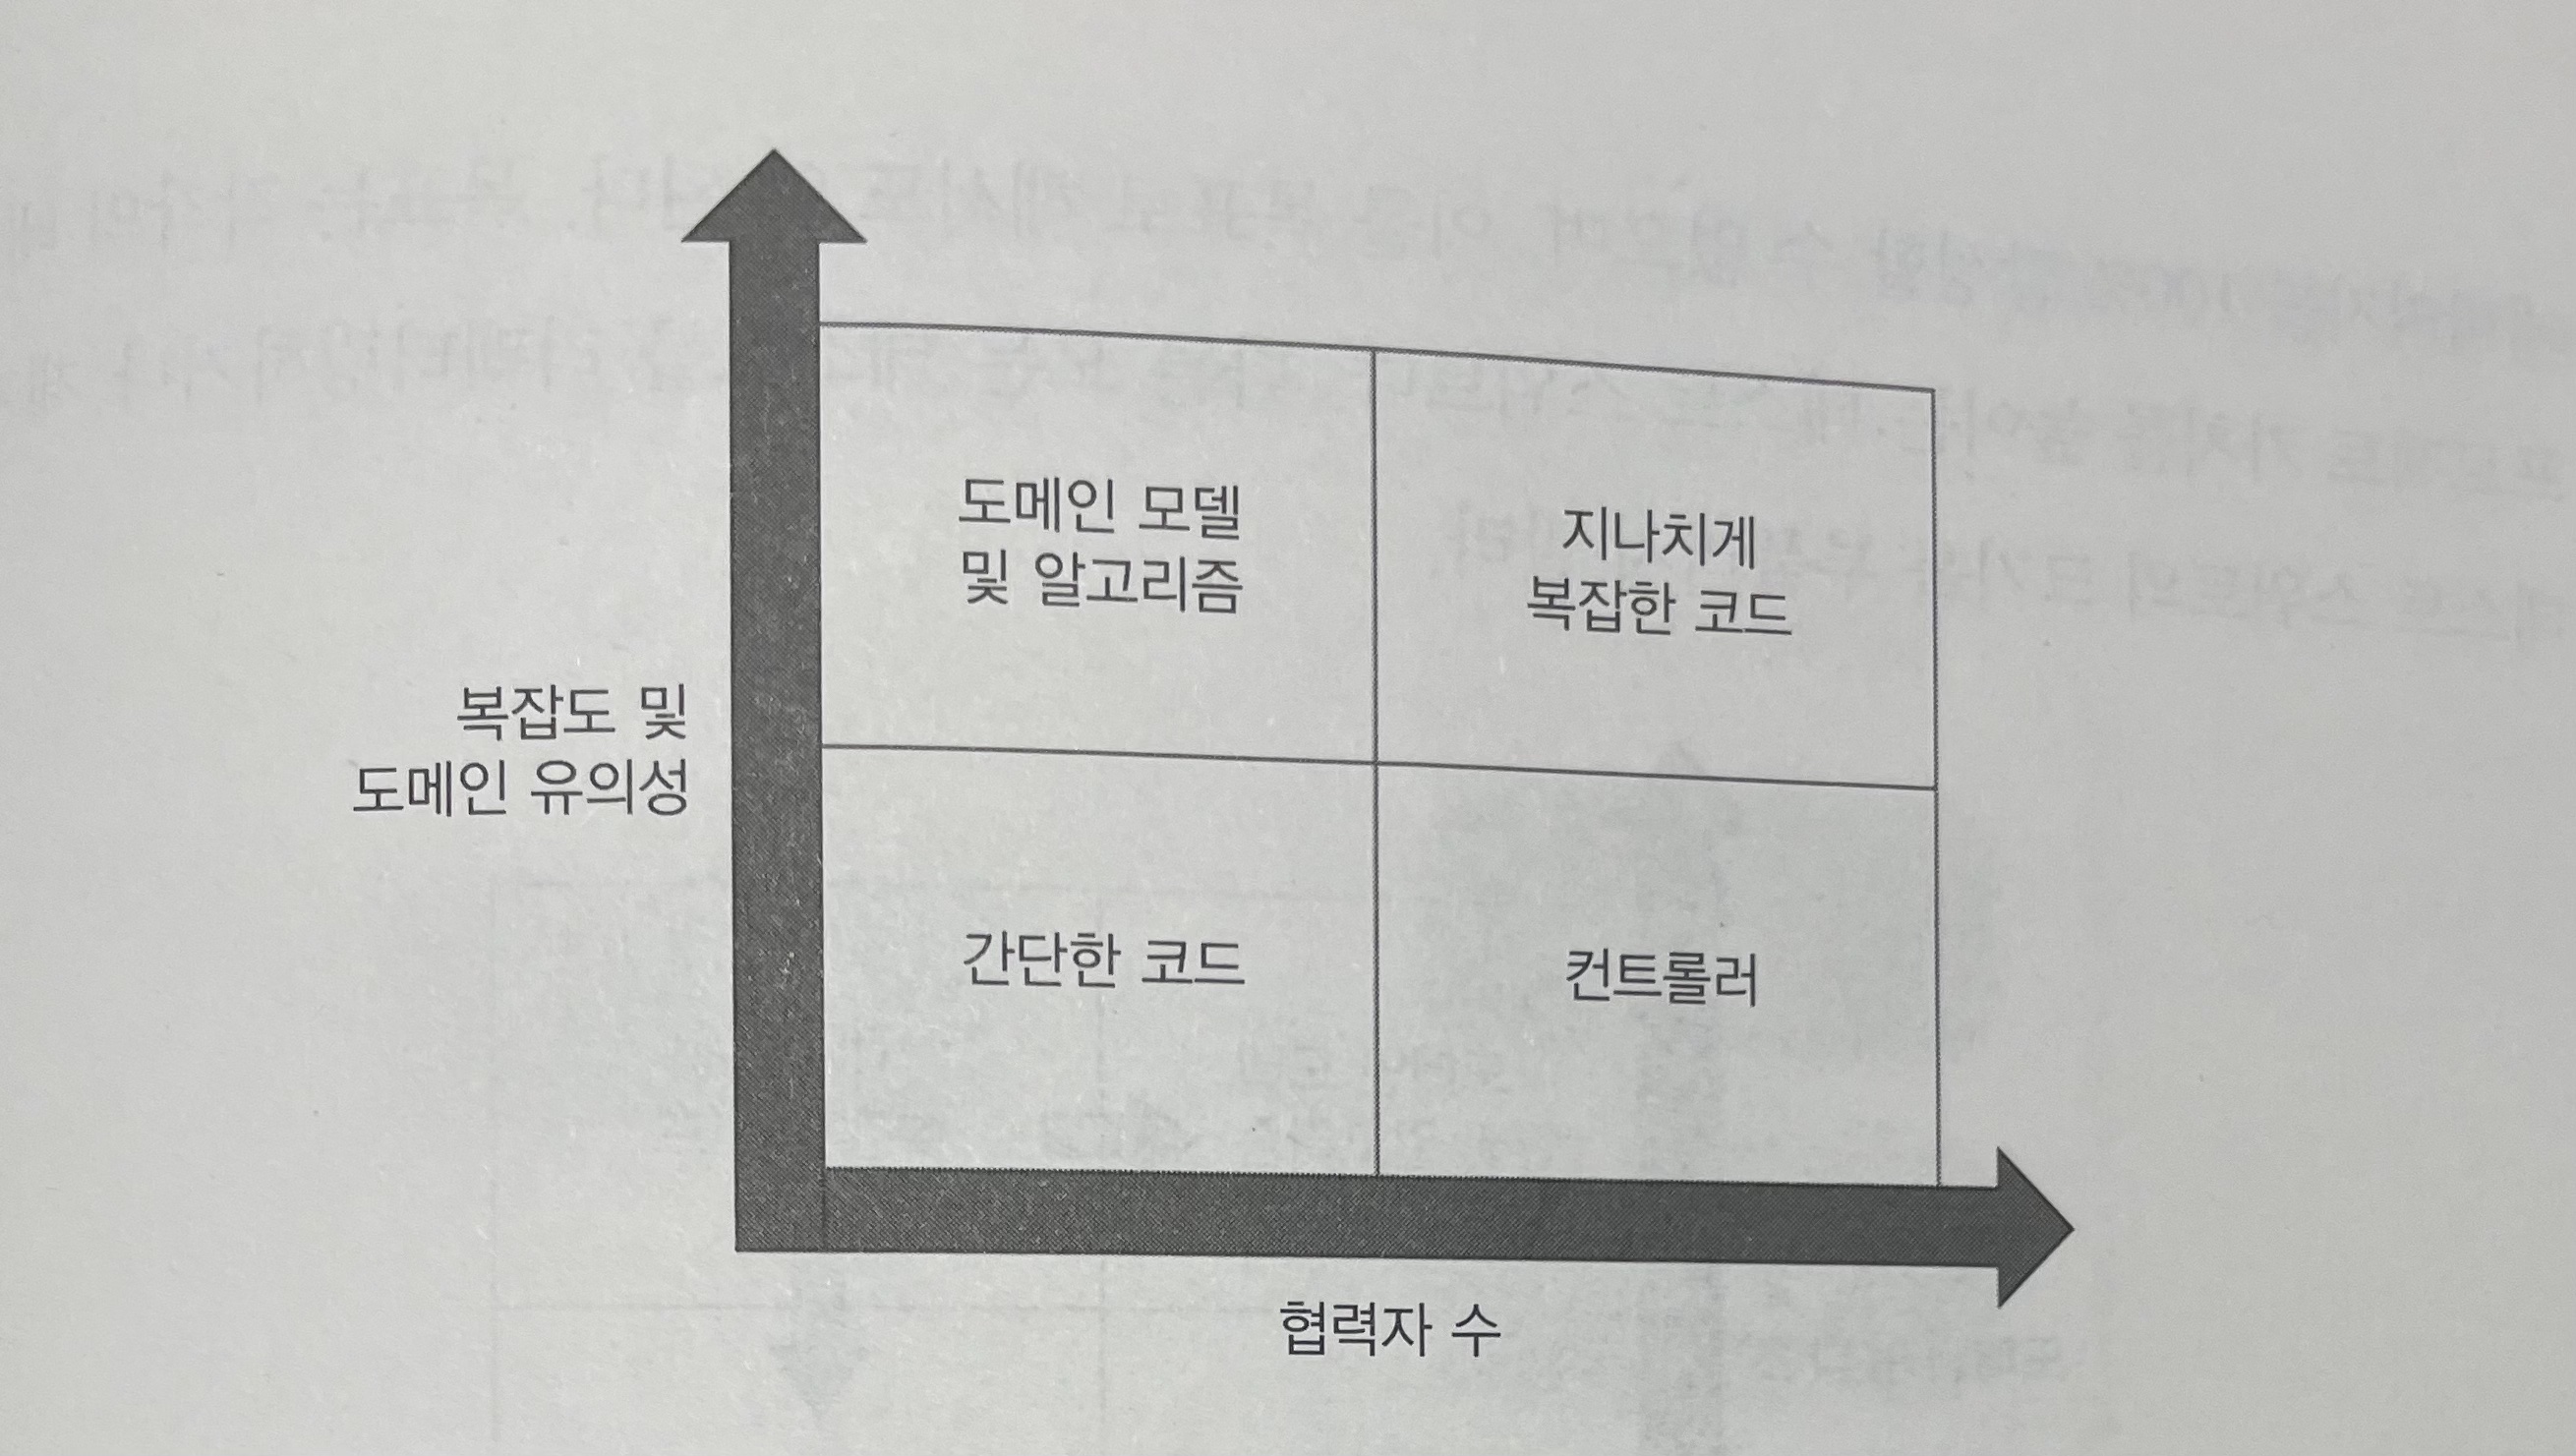 도메인 모델
및 알고리즘
지나치게
복잡한 코드
복잡도 및
도메인 유의성
간단한 코드
컨트롤러
협력자 수